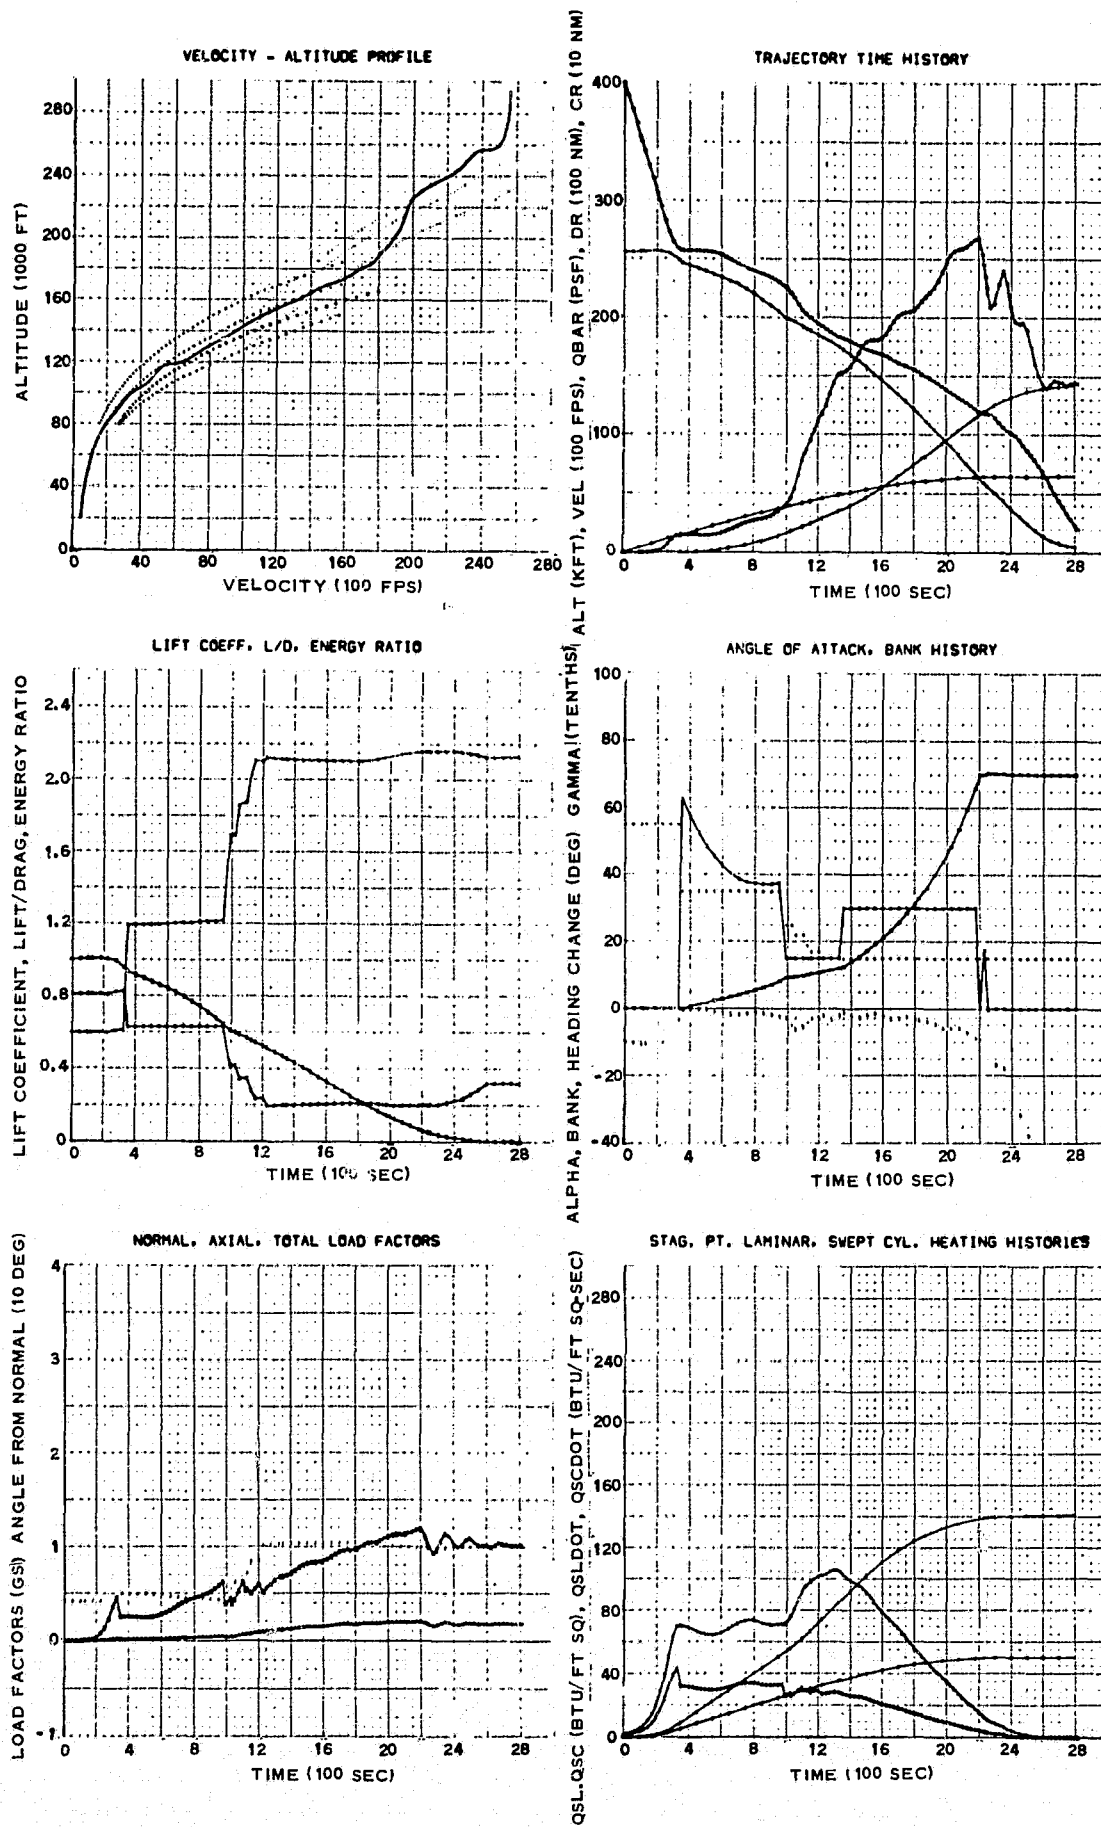 VELOCITY - ALTITUDE PROFILE
ALTITUDE (1000 FT)
280
240
200
160
120
80
40
0
0 40 80 120 160 200 240 280
VELOCITY (100 FPS)
TRAJECTORY TIME HISTORY
ALT (KFT), VEL (100 FPS), QBAR (PSF), DR (100 NM), CR (10 NM)
400
300
200
100
0
0 4 8 12 16 20 24 28
TIME (100 SEC)
LIFT COEFF. L/D. ENERGY RATIO
LIFT COEFFICIENT, LIFT/DRAG, ENERGY RATIO
2.4
2.0
1.6
1.2
0.8
0.4
0
0 4 8 12 16 20 24 28
TIME (100 SEC)
ANGLE OF ATTACK. BANK HISTORY
ALPHA, BANK, HEADING CHANGE (DEG) GAMMA (TENTHS)
100
80
60
40
20
0
-20
-40
0 4 8 12 16 20 24 28
TIME (100 SEC)
NORMAL. AXIAL. TOTAL LOAD FACTORS
LOAD FACTORS (GSI) ANGLE FROM NORMAL (10 DEG)
4
3
2
1
0
-1
0 4 8 12 16 20 24 28
TIME (100 SEC)
STAG. PT. LAMINAR. SWEPT CYL. HEATING HISTORIES
QSL.QSC (BTU/FT SQ), QSLDOT, QSCDOT (BTU/FT SQ-SEC)
280
240
200
160
120
80
40
0
0 4 8 12 16 20 24 28
TIME (100 SEC)